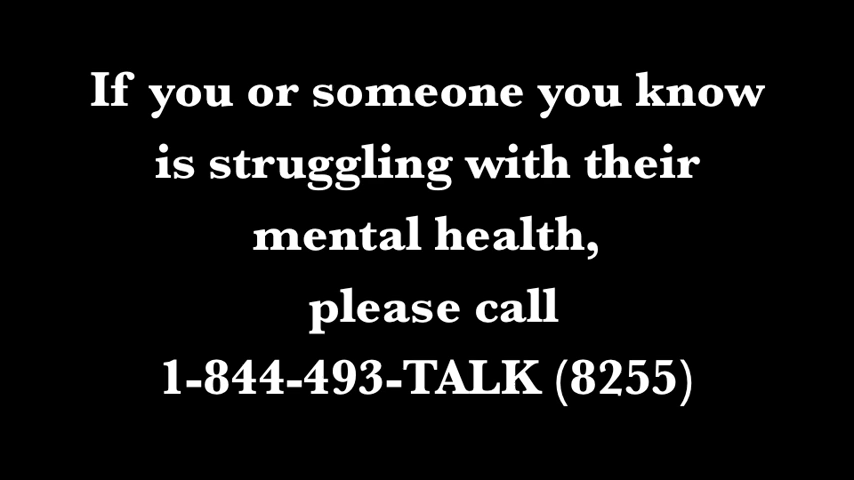 If you or someone you know
is struggling with their
mental health,
please call
1-844-493-TALK (8255)